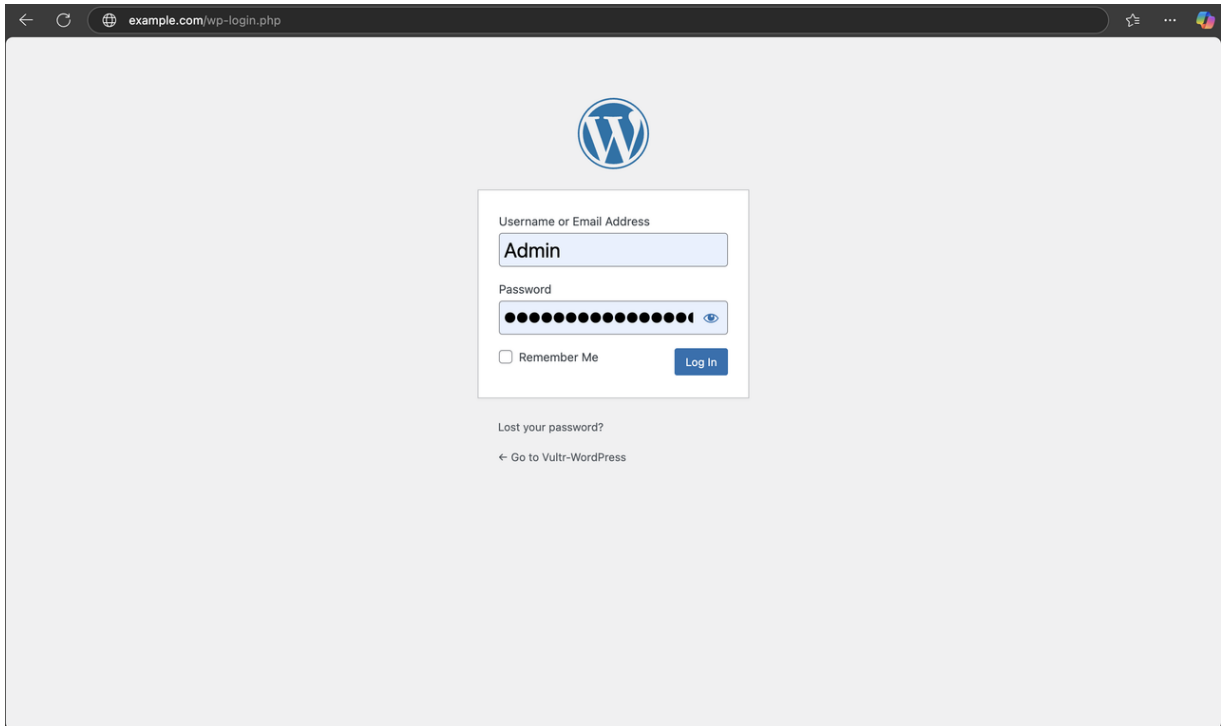 example.com/wp-login.php
Username or Email Address
Admin
Password
Remember Me
Log In
Lost your password?
← Go to Vultr-WordPress